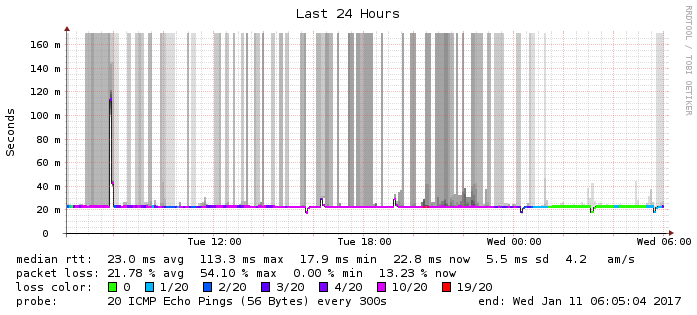 Last 24 Hours
RRDTOOL / TOBI OETIKER
Seconds
160 m
140 m
120 m
100 m
80 m
60 m
40 m
20 m
0
Tue 12:00 Tue 18:00 Wed 00:00 Wed 06:00
median rtt: 23.0 ms avg 113.3 ms max 17.9 ms min 22.8 ms now 5.5 ms sd 4.2 am/s
packet loss: 21.78 % avg 54.10 % max 0.00 % min 13.23 % now
loss color: 0 1/20 2/20 3/20 4/20 10/20 19/20
probe: 20 ICMP Echo Pings (56 Bytes) every 300s end: Wed Jan 11 06:05:04 2017